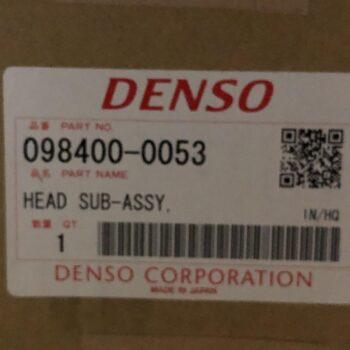 DENSO
品番 PART NO.
098400-0053
品名 PART NAME
HEAD SUB-ASSY.
IN/HQ
数量 QT
1
DENSO CORPORATION
MADE IN JAPAN